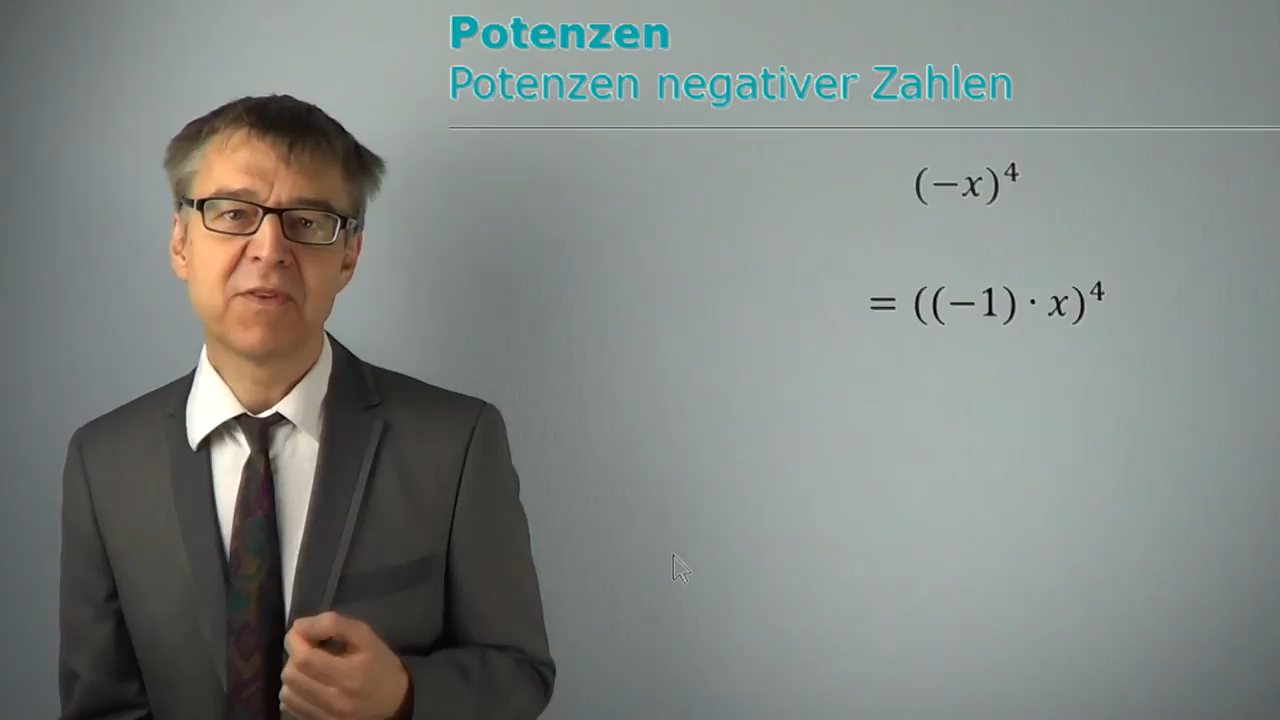 Potenzen
Potenzen negativer Zahlen
(−x)⁴
= ((−1) · x)⁴